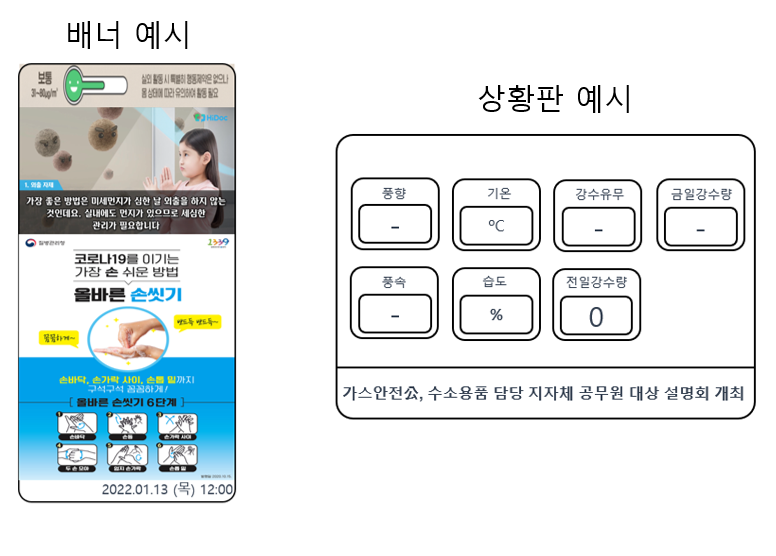 배너 예시
보통
31~80㎍/㎥
실외 활동 시 특별히 행동제약은 없으나
몸 상태에 따라 유의하여 활동 필요
HiDoc
1. 외출 자제
가장 좋은 방법은 미세먼지가 심한 날 외출을 하지 않는
것인데요. 실내에도 먼지가 있으므로 세심한
관리가 필요합니다
질병관리청
1339
코로나19를 이기는
가장 손 쉬운 방법
올바른 손씻기
꼼꼼하게~
뽀드득 뽀드득~
손바닥, 손가락 사이, 손톱 밑까지
구석구석 꼼꼼하게!
[ 올바른 손씻기 6단계 ]
1 손바닥
2 손등
3 손가락 사이
4 두 손 모아
5 엄지 손가락
6 손톱 밑
2022.01.13 (목) 12:00
상황판 예시
풍향
-
기온
℃
강수유무
-
금일강수량
-
풍속
-
습도
%
전일강수량
0
가스안전公, 수소용품 담당 지자체 공무원 대상 설명회 개최